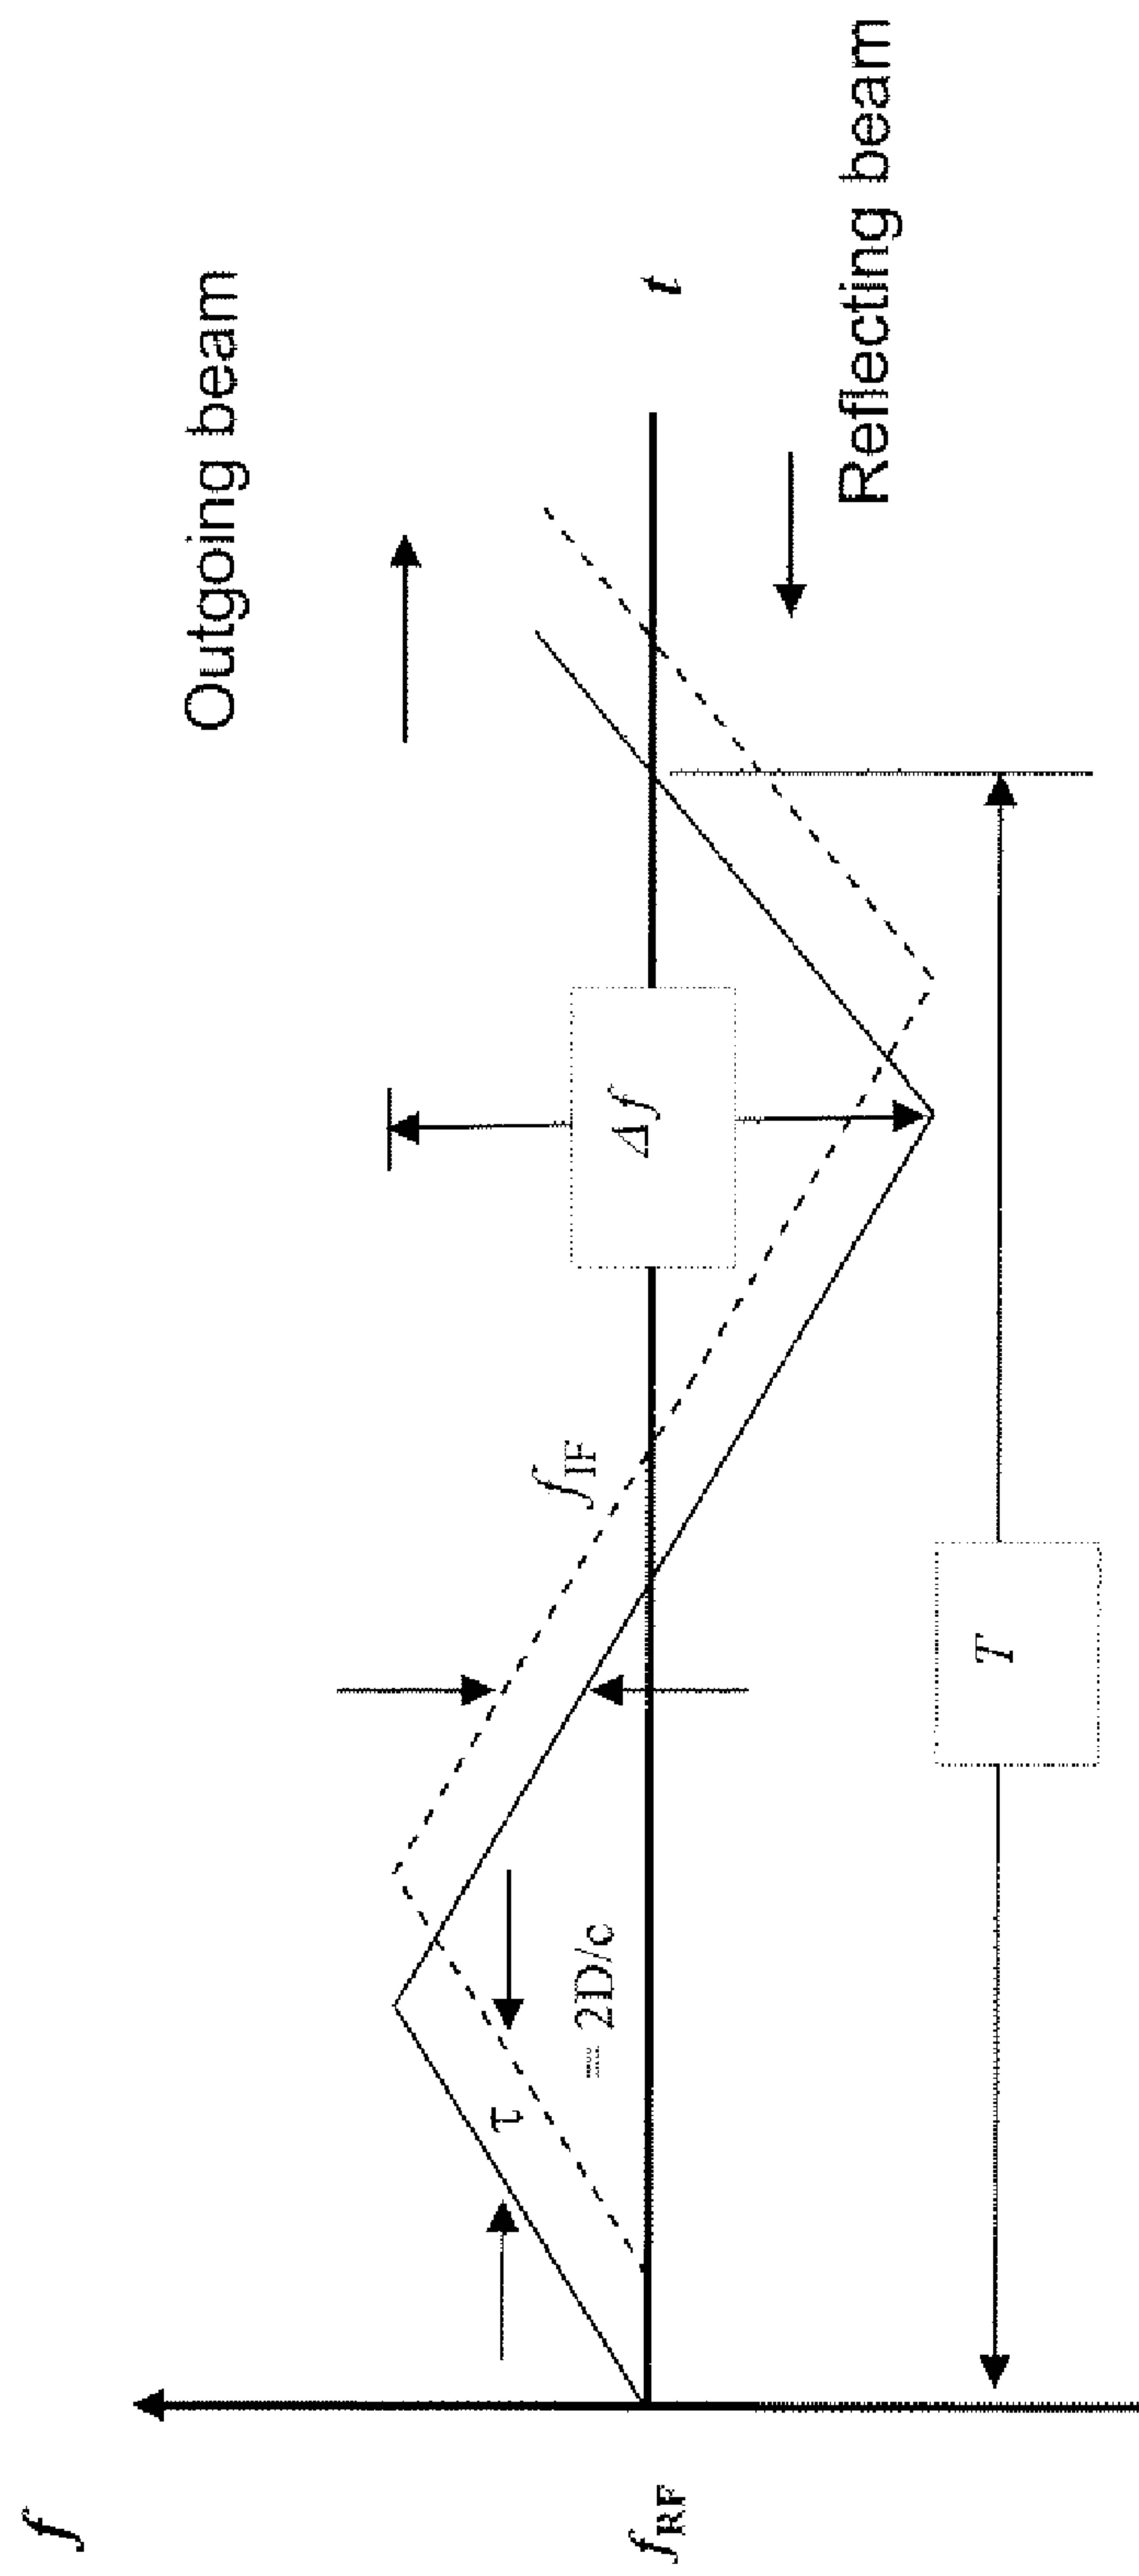 f
Outgoing beam
τ
= 2D/c
f_IF
Δf
t
f_RF
Reflecting beam
T